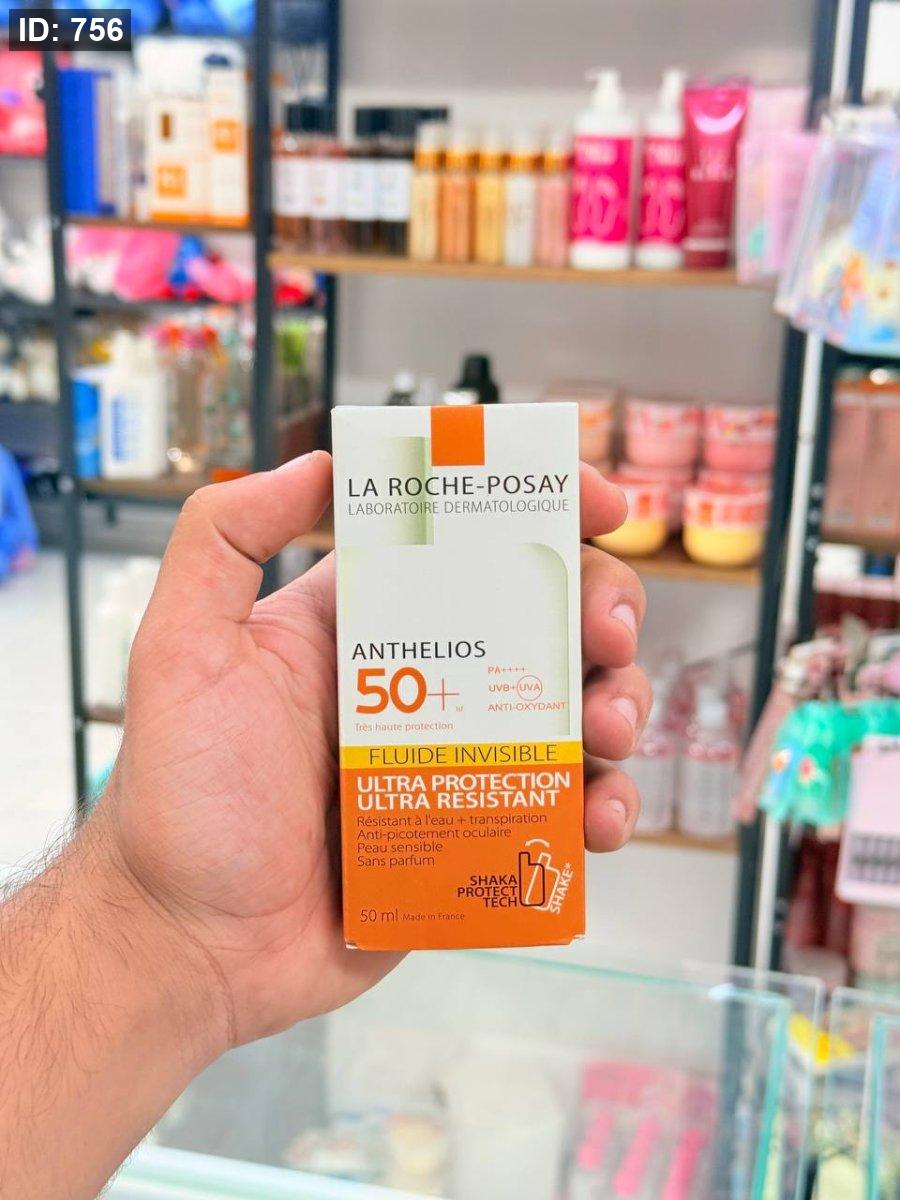 ID: 756
LA ROCHE-POSAY
LABORATOIRE DERMATOLOGIQUE
ANTHELIOS
50+
Très haute protection
PA++++
UVB+UVA
ANTI-OXYDANT
FLUIDE INVISIBLE
ULTRA PROTECTION
ULTRA RESISTANT
Résistant à l'eau + transpiration
Anti-picotement oculaire
Peau sensible
Sans parfum
SHAKA
PROTECT
TECH
SHAKE*
50 ml Made in France